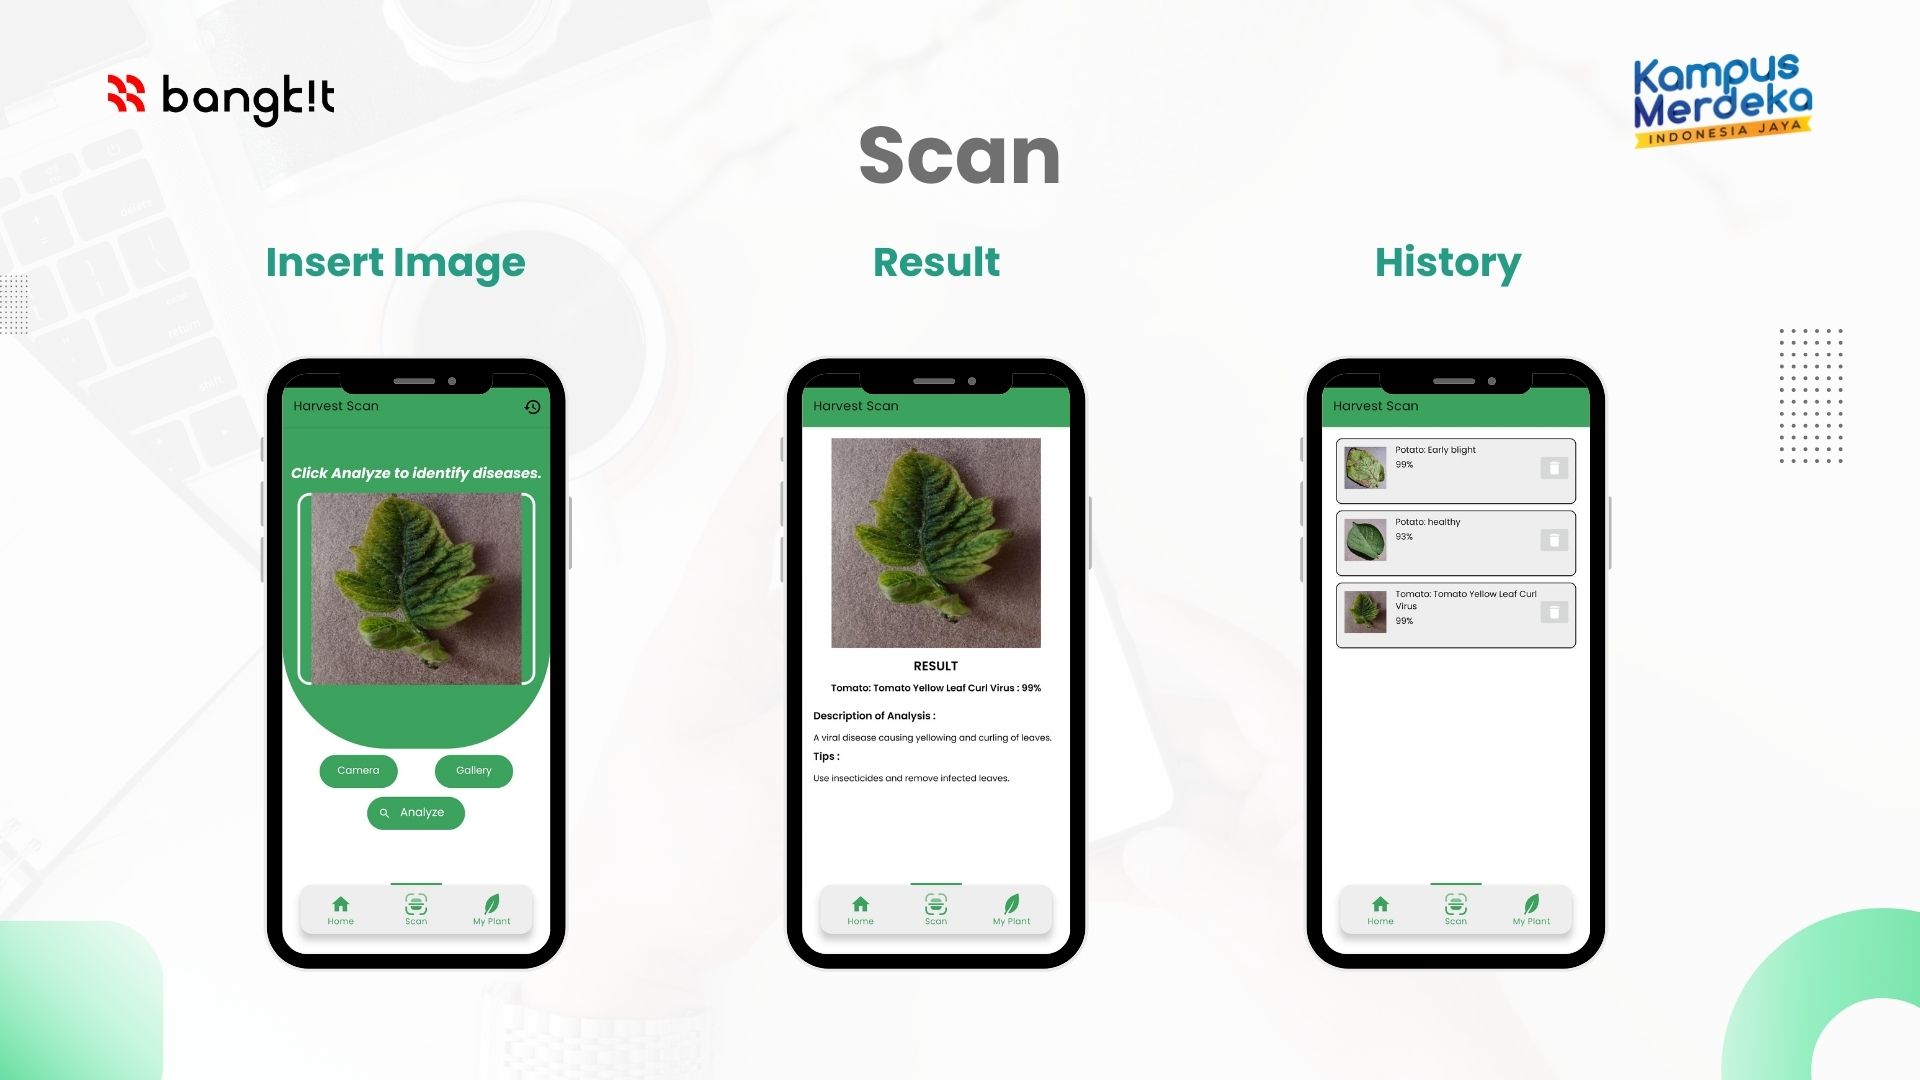 bangk!t
Kampus
Merdeka
INDONESIA JAYA
Scan
Insert Image
Result
History
Harvest Scan
Click Analyze to identify diseases.
Camera
Gallery
Analyze
Home
Scan
My Plant
Harvest Scan
RESULT
Tomato: Tomato Yellow Leaf Curl Virus : 99%
Description of Analysis :
A viral disease causing yellowing and curling of leaves.
Tips :
Use insecticides and remove infected leaves.
Home
Scan
My Plant
Harvest Scan
Potato: Early blight
99%
Potato: healthy
93%
Tomato: Tomato Yellow Leaf Curl
Virus
99%
Home
Scan
My Plant
delete
return
shift